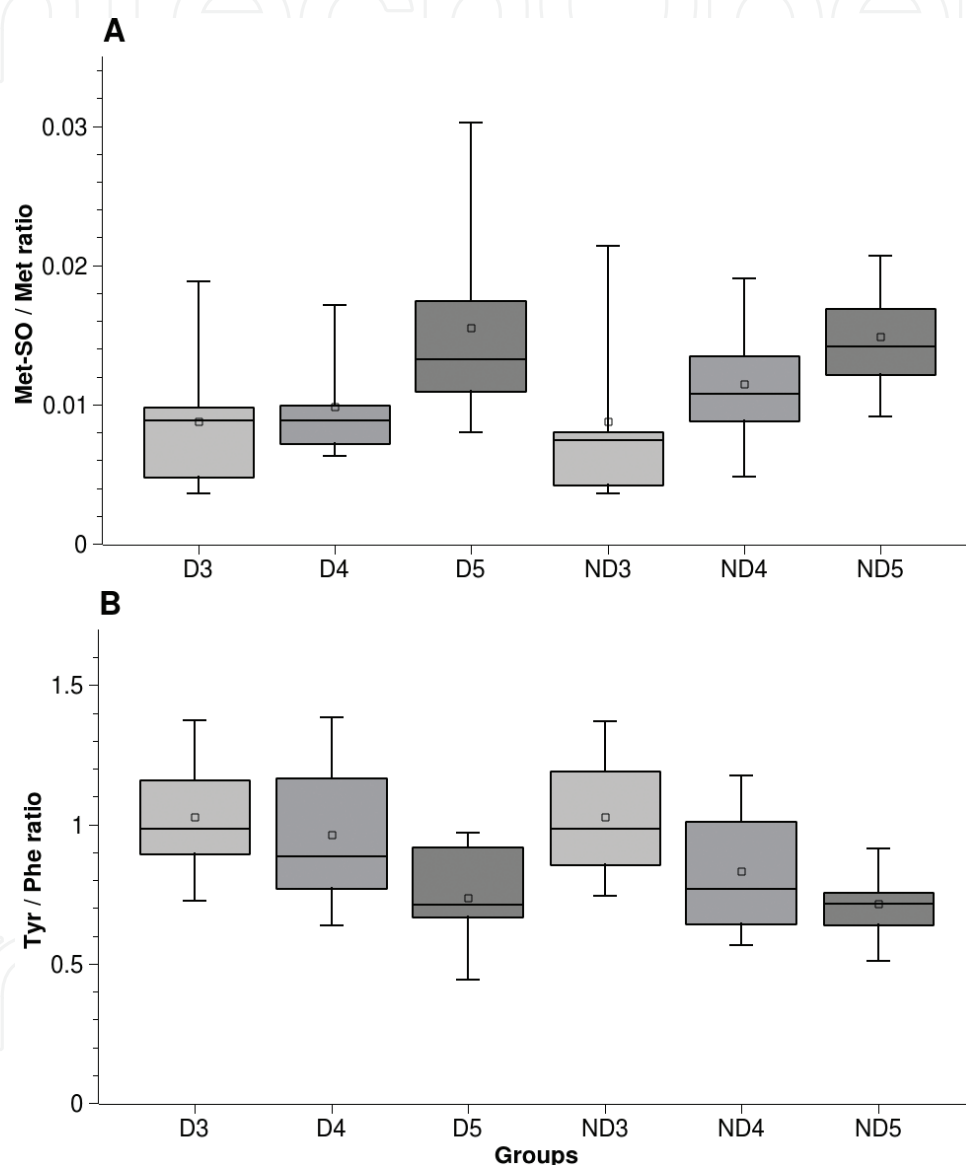 A
Met-SO / Met ratio
0.03
0.02
0.01
0
D3 D4 D5 ND3 ND4 ND5
B
Tyr / Phe ratio
1.5
1
0.5
0
D3 D4 D5 ND3 ND4 ND5
Groups